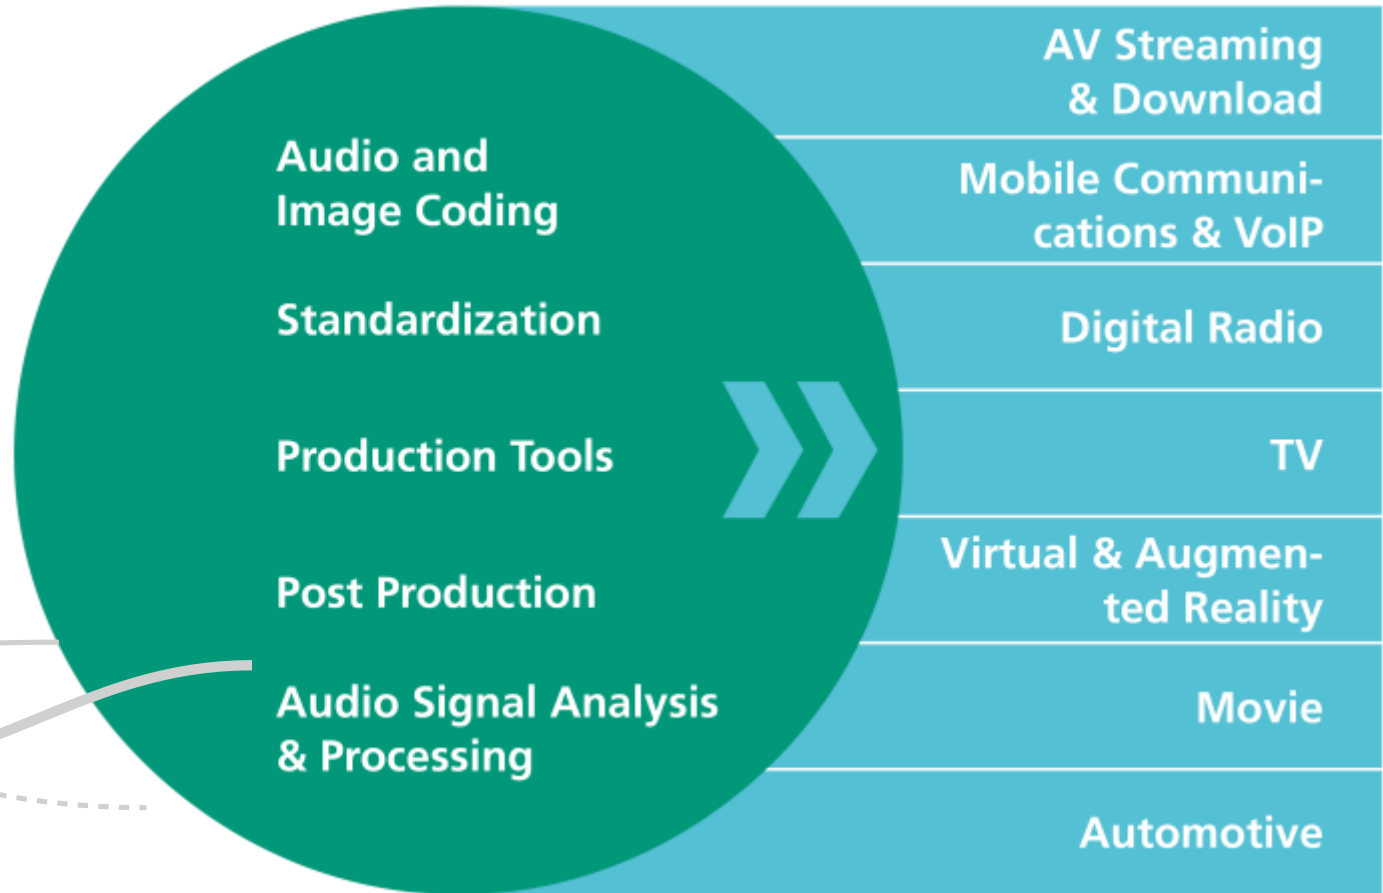 Audio and
Image Coding
Standardization
Production Tools
Post Production
Audio Signal Analysis
& Processing
AV Streaming
& Download
Mobile Communi-
cations & VoIP
Digital Radio
TV
Virtual & Augmen-
ted Reality
Movie
Automotive